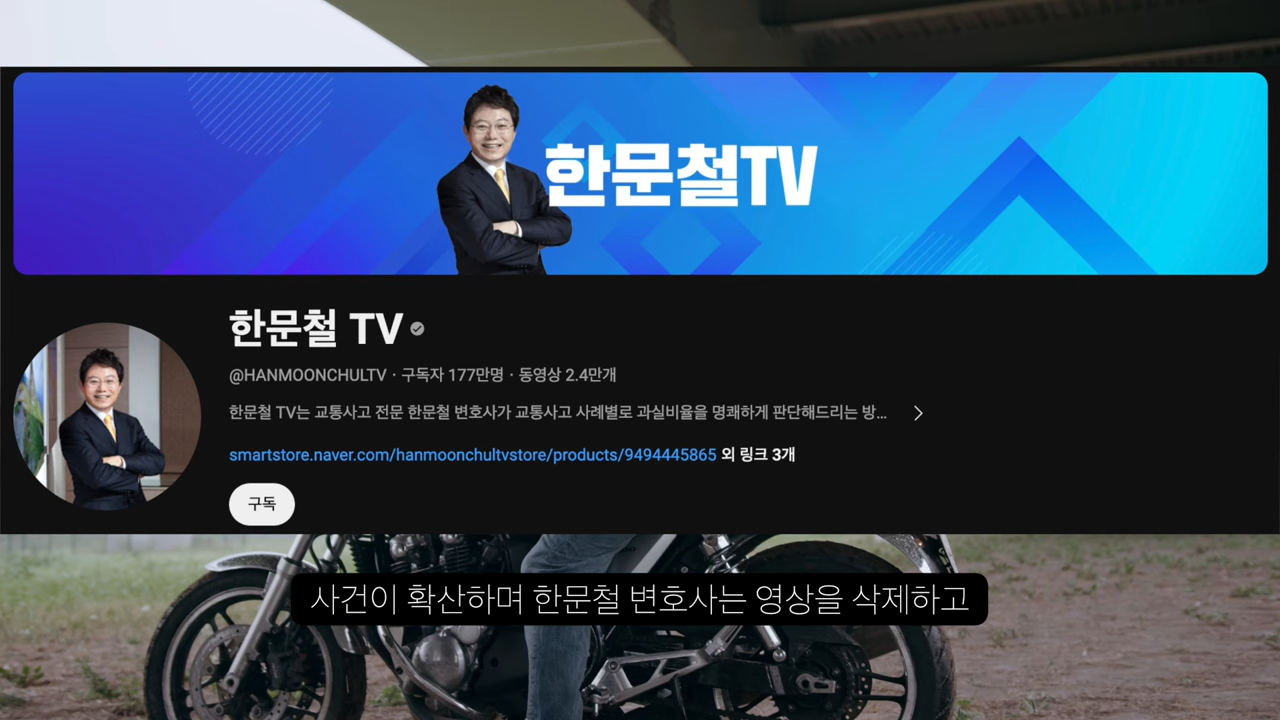 한문철TV
한문철 TV
@HANMOONCHULTV · 구독자 177만명 · 동영상 2.4만개
한문철 TV는 교통사고 전문 한문철 변호사가 교통사고 사례별로 과실비율을 명쾌하게 판단해드리는 방...
smartstore.naver.com/hanmoonchultvstore/products/9494445865 외 링크 3개
구독
사건이 확산하며 한문철 변호사는 영상을 삭제하고